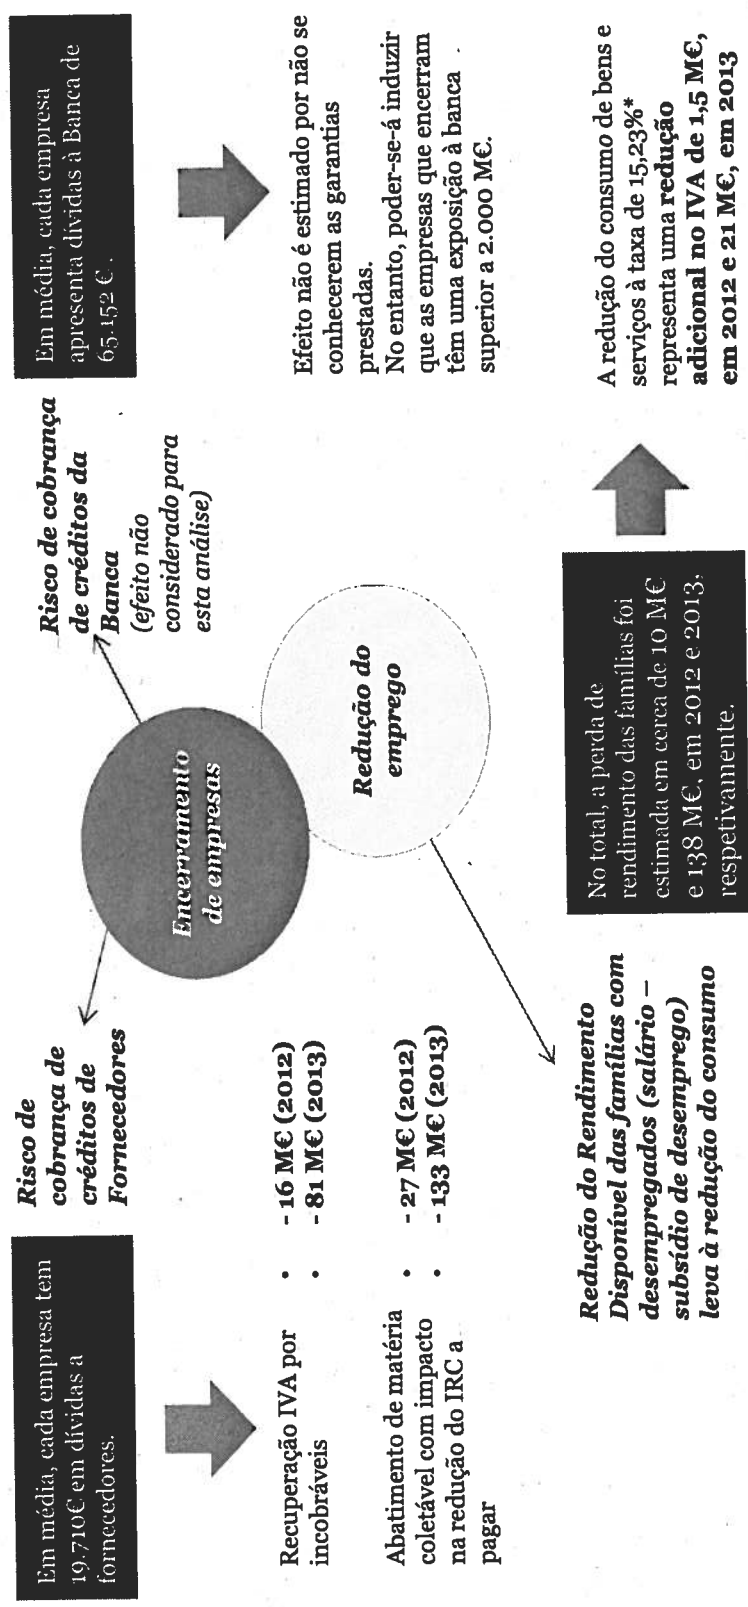 Em média, cada empresa tem
19.710€ em dívidas a
fornecedores.
Risco de
cobrança de
créditos de
Fornecedores
Recuperação IVA por
incobráveis
• - 16 M€ (2012)
• - 81 M€ (2013)
Abatimento de matéria
coletável com impacto
na redução do IRC a
pagar
• - 27 M€ (2012)
• - 133 M€ (2013)
Encerramento
de empresas
Redução do
emprego
Risco de cobrança
de créditos da
Banca
(efeito não
considerado para
esta análise)
Em média, cada empresa
apresenta dívidas à Banca de
65.152 € .
Efeito não é estimado por não se
conhecerem as garantias
prestadas.
No entanto, poder-se-á induzir
que as empresas que encerram
têm uma exposição à banca
superior a 2.000 M€.
Redução do Rendimento
Disponível das famílias com
desempregados (salário –
subsídio de desemprego)
leva à redução do consumo
No total, a perda de
rendimento das famílias foi
estimada em cerca de 10 M€
e 138 M€, em 2012 e 2013,
respetivamente.
A redução do consumo de bens e
serviços à taxa de 15,23%*
representa uma redução
adicional no IVA de 1,5 M€,
em 2012 e 21 M€, em 2013